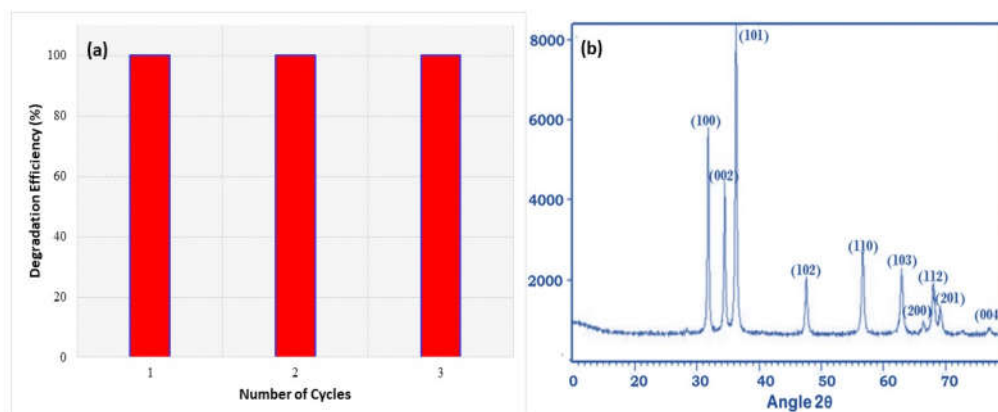 (a)
100
80
60
40
20
0
Degradation Efficiency (%)
1 2 3
Number of Cycles
(b)
8000
6000
4000
2000
(101)
(100)
(002)
(102)
(110)
(103)
(112)
(200)
(201)
(004
0 10 30 40 50 60 70
Angle 2θ